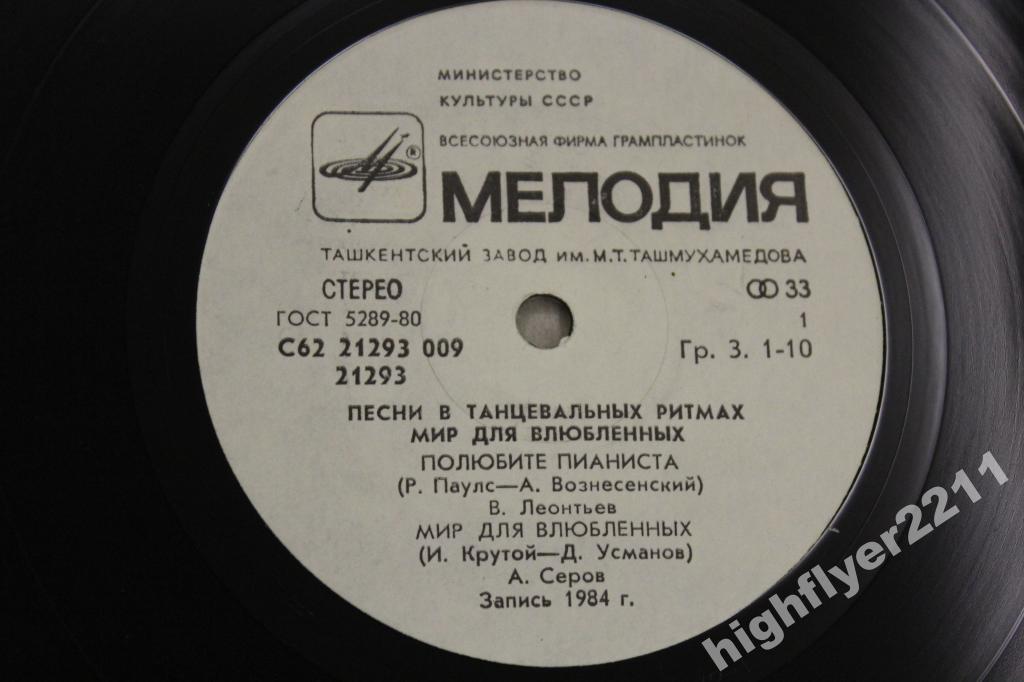 МИНИСТЕРСТВО
КУЛЬТУРЫ СССР
ВСЕСОЮЗНАЯ ФИРМА ГРАМПЛАСТИНОК
®
МЕЛОДИЯ
ТАШКЕНТСКИЙ ЗАВОД ИМ. М.Т. ТАШМУХАМЕДОВА
СТЕРЕО 33
ГОСТ 5289-80 1
С62 21293 009 Гр. 3. 1-10
21293
ПЕСНИ В ТАНЦЕВАЛЬНЫХ РИТМАХ
МИР ДЛЯ ВЛЮБЛЕННЫХ
ПОЛЮБИТЕ ПИАНИСТА
(Р. Паулс—А. Вознесенский)
В. Леонтьев
МИР ДЛЯ ВЛЮБЛЕННЫХ
(И. Крутой—Д. Усманов)
А. Серов
Запись 1984 г.
highflyer2211